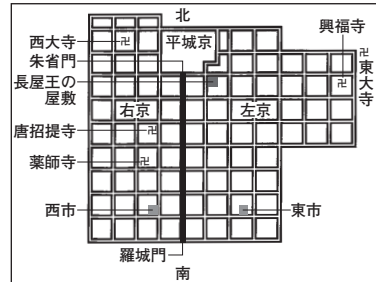 北
興福寺
西大寺
平城京
朱省門
東大寺
長屋王の
屋敷
右京
左京
唐招提寺
薬師寺
西市
東市
羅城門
南